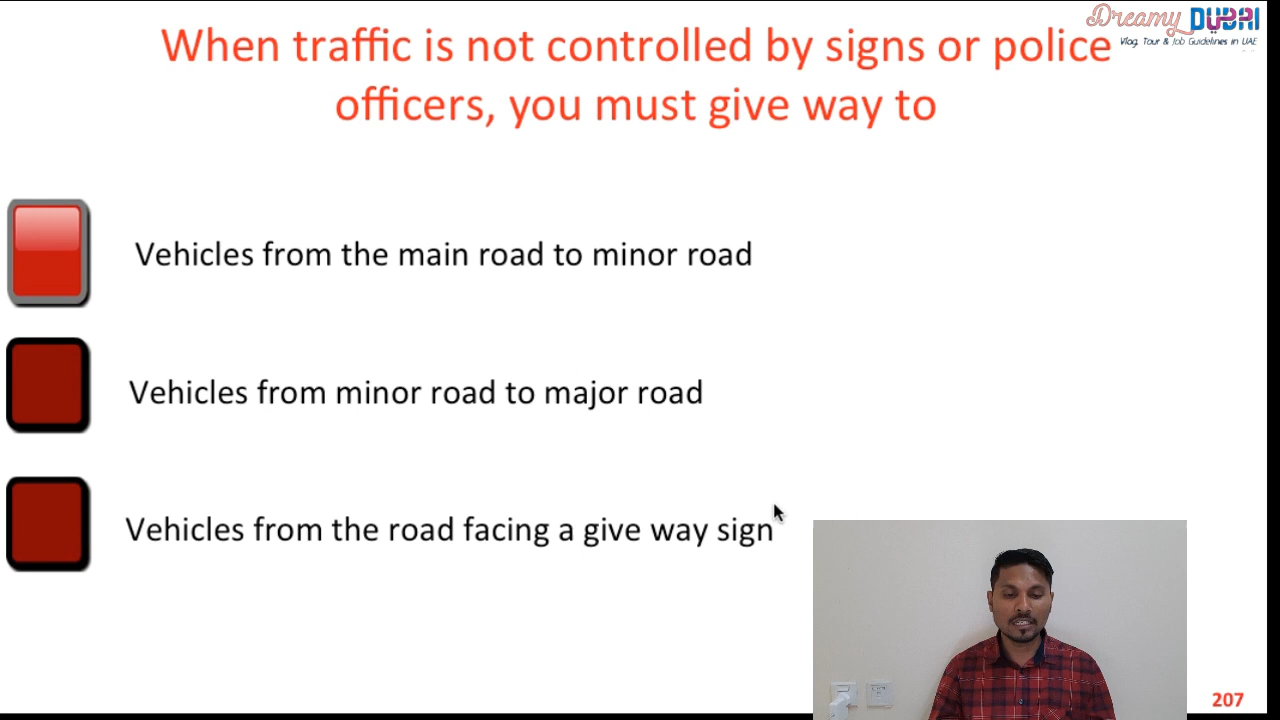 Dreamy DUBAI
Vlog, Tour & Job Guidelines in UAE
When traffic is not controlled by signs or police
officers, you must give way to
Vehicles from the main road to minor road
Vehicles from minor road to major road
Vehicles from the road facing a give way sign
207